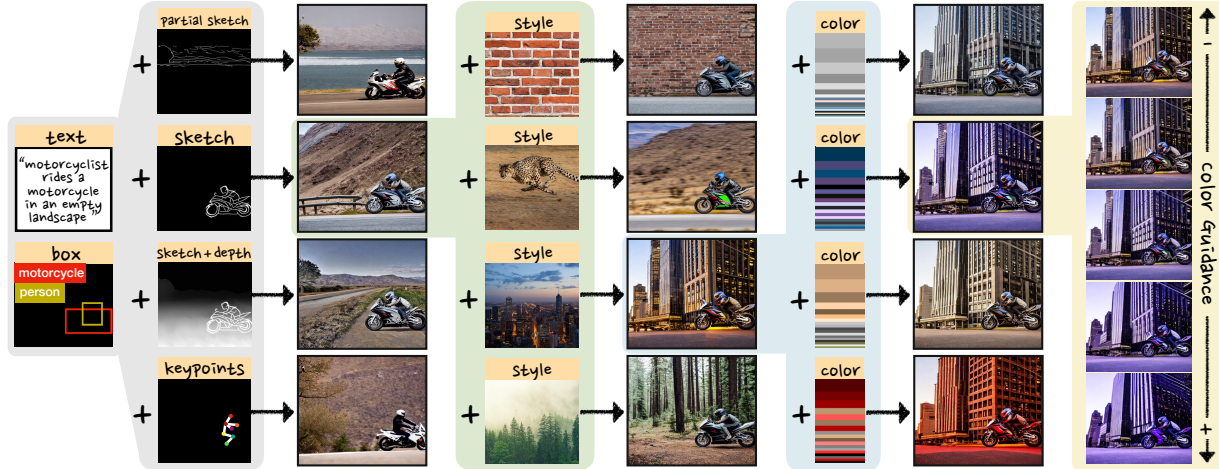 partial sketch
text
"motorcyclist
rides a
motorcycle
in an empty
landscape"
box
motorcycle
person
+
sketch
+
sketch+depth
+
keypoints
+
+
style
+
style
+
style
+
style
+
color
+
color
+
color
+
color
-
color Guidance
+